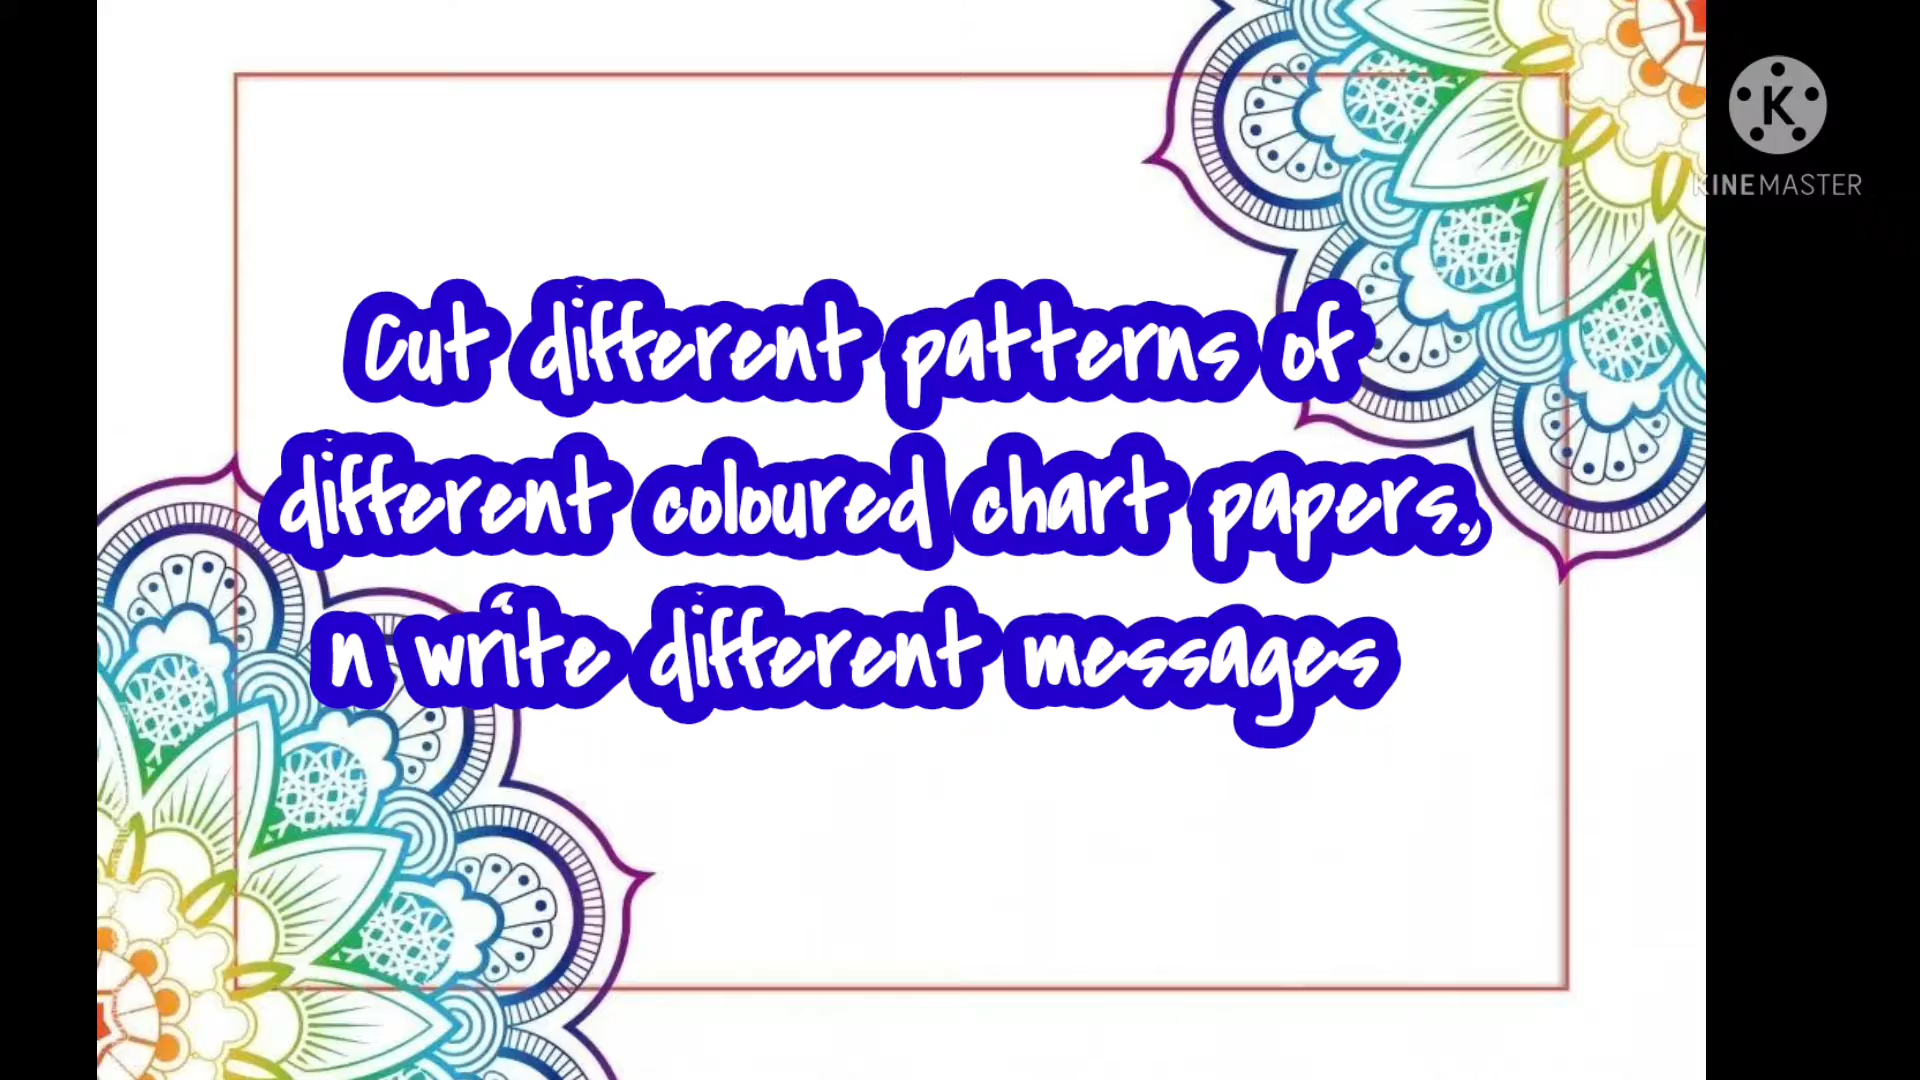 Cut different patterns of
different coloured chart papers.,
n write different messages
K
KINEMASTER